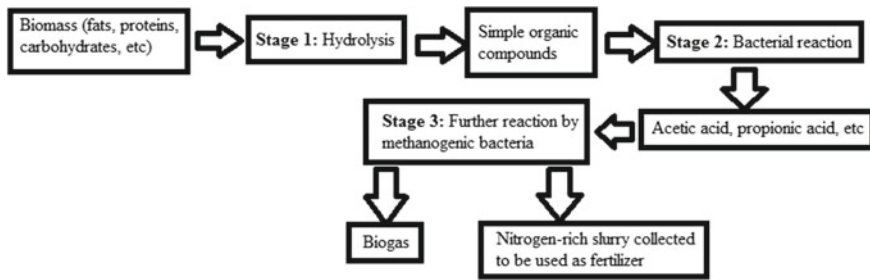 Biomass (fats, proteins,
carbohydrates, etc)
Stage 1: Hydrolysis
Simple organic
compounds
Stage 2: Bacterial reaction
Acetic acid, propionic acid, etc
Stage 3: Further reaction by
methanogenic bacteria
Biogas
Nitrogen-rich slurry collected
to be used as fertilizer